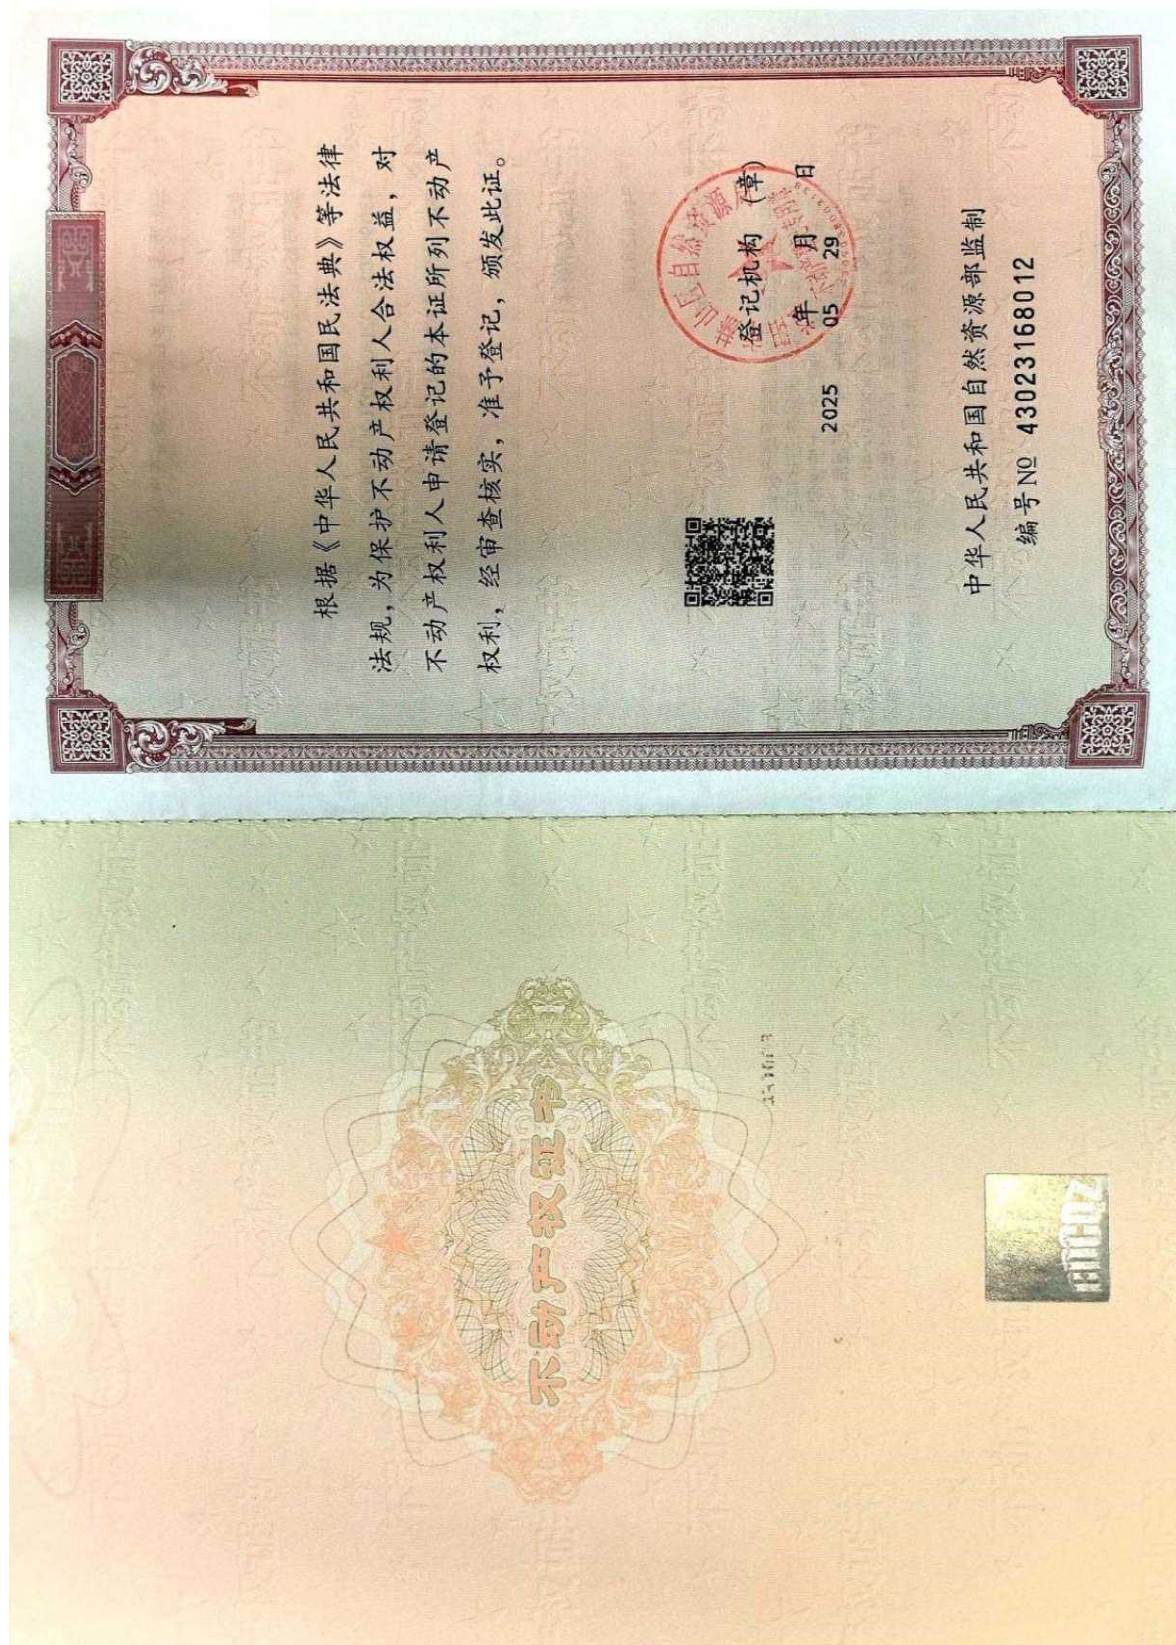 不动产权证书
根据《中华人民共和国民法典》等法律
法规,为保护不动产权利人合法权益,对
不动产权利人申请登记的本证所列不动产
权利,经审查核实,准予登记,颁发此证。
登记机构(章)
2025 年 05 月 29 日
中华人民共和国自然资源部监制
编号 № 43023168012